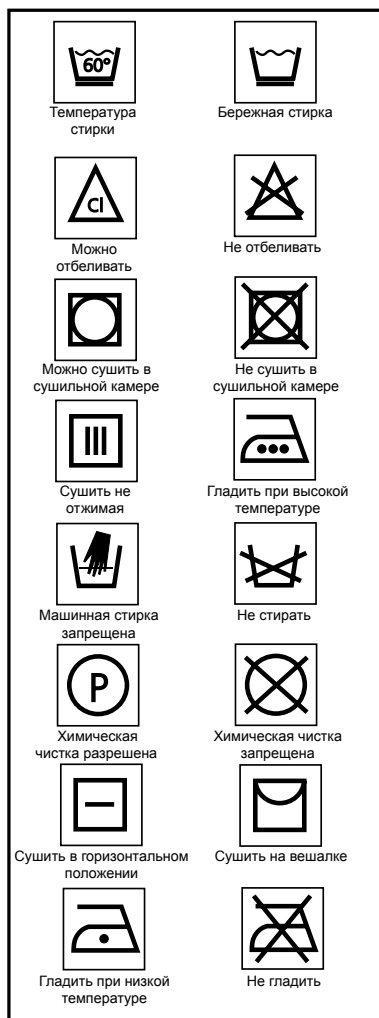 60°
Температура
стирки
Бережная стирка
Cl
Можно
отбеливать
Не отбеливать
Можно сушить в
сушильной камере
Не сушить в
сушильной камере
Сушить не
отжимая
Гладить при высокой
температуре
Машинная стирка
запрещена
Не стирать
P
Химическая
чистка разрешена
Химическая чистка
запрещена
Сушить в горизонтальном
положении
Сушить на вешалке
Гладить при низкой
температуре
Не гладить